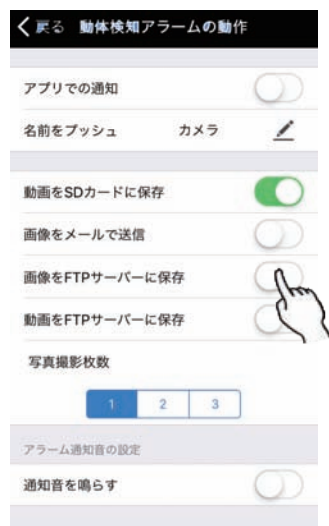 戻る 動体検知アラームの動作
アプリでの通知
名前をプッシュ カメラ
動画をSDカードに保存
画像をメールで送信
画像をFTPサーバーに保存
動画をFTPサーバーに保存
写真撮影枚数
1 2 3
アラーム通知音の設定
通知音を鳴らす